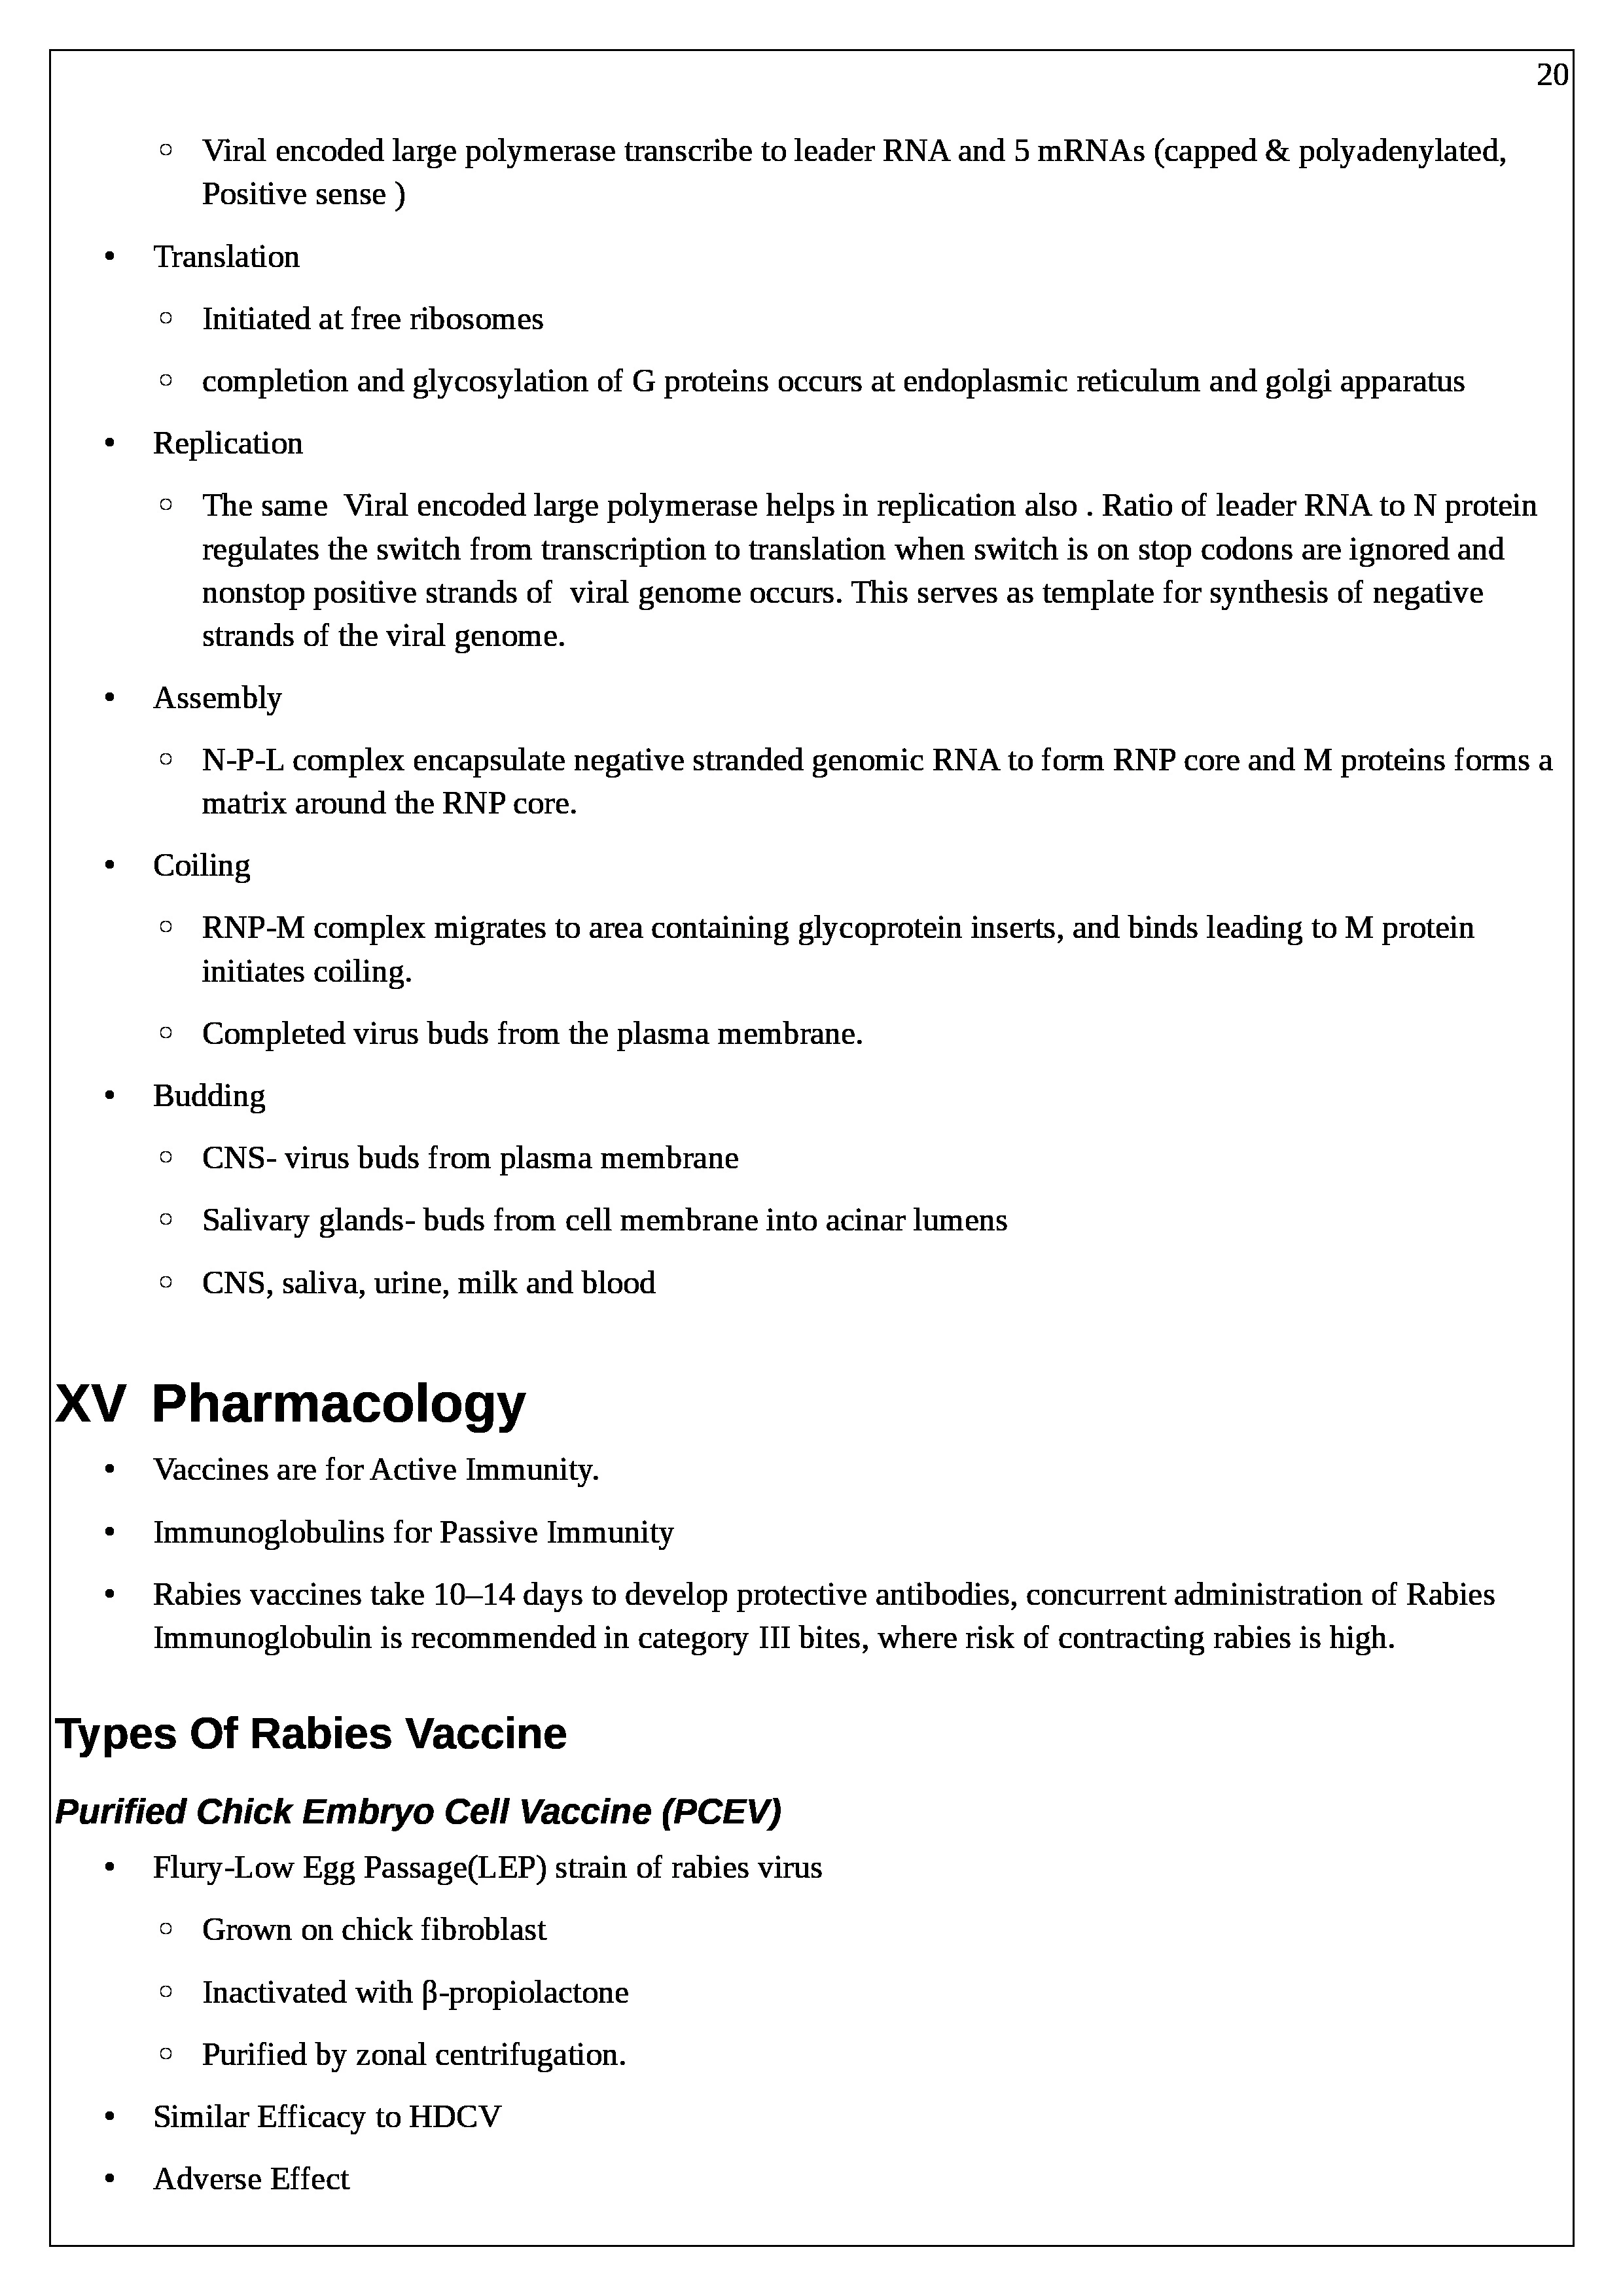 20
○ Viral encoded large polymerase transcribe to leader RNA and 5 mRNAs (capped & polyadenylated,
Positive sense )
• Translation
○ Initiated at free ribosomes
○ completion and glycosylation of G proteins occurs at endoplasmic reticulum and golgi apparatus
• Replication
○ The same  Viral encoded large polymerase helps in replication also . Ratio of leader RNA to N protein
regulates the switch from transcription to translation when switch is on stop codons are ignored and
nonstop positive strands of  viral genome occurs. This serves as template for synthesis of negative
strands of the viral genome.
• Assembly
○ N-P-L complex encapsulate negative stranded genomic RNA to form RNP core and M proteins forms a
matrix around the RNP core.
• Coiling
○ RNP-M complex migrates to area containing glycoprotein inserts, and binds leading to M protein
initiates coiling.
○ Completed virus buds from the plasma membrane.
• Budding
○ CNS- virus buds from plasma membrane
○ Salivary glands- buds from cell membrane into acinar lumens
○ CNS, saliva, urine, milk and blood
XV Pharmacology
• Vaccines are for Active Immunity.
• Immunoglobulins for Passive Immunity
• Rabies vaccines take 10–14 days to develop protective antibodies, concurrent administration of Rabies
Immunoglobulin is recommended in category III bites, where risk of contracting rabies is high.
Types Of Rabies Vaccine
Purified Chick Embryo Cell Vaccine (PCEV)
• Flury-Low Egg Passage(LEP) strain of rabies virus
○ Grown on chick fibroblast
○ Inactivated with β-propiolactone
○ Purified by zonal centrifugation.
• Similar Efficacy to HDCV
• Adverse Effect